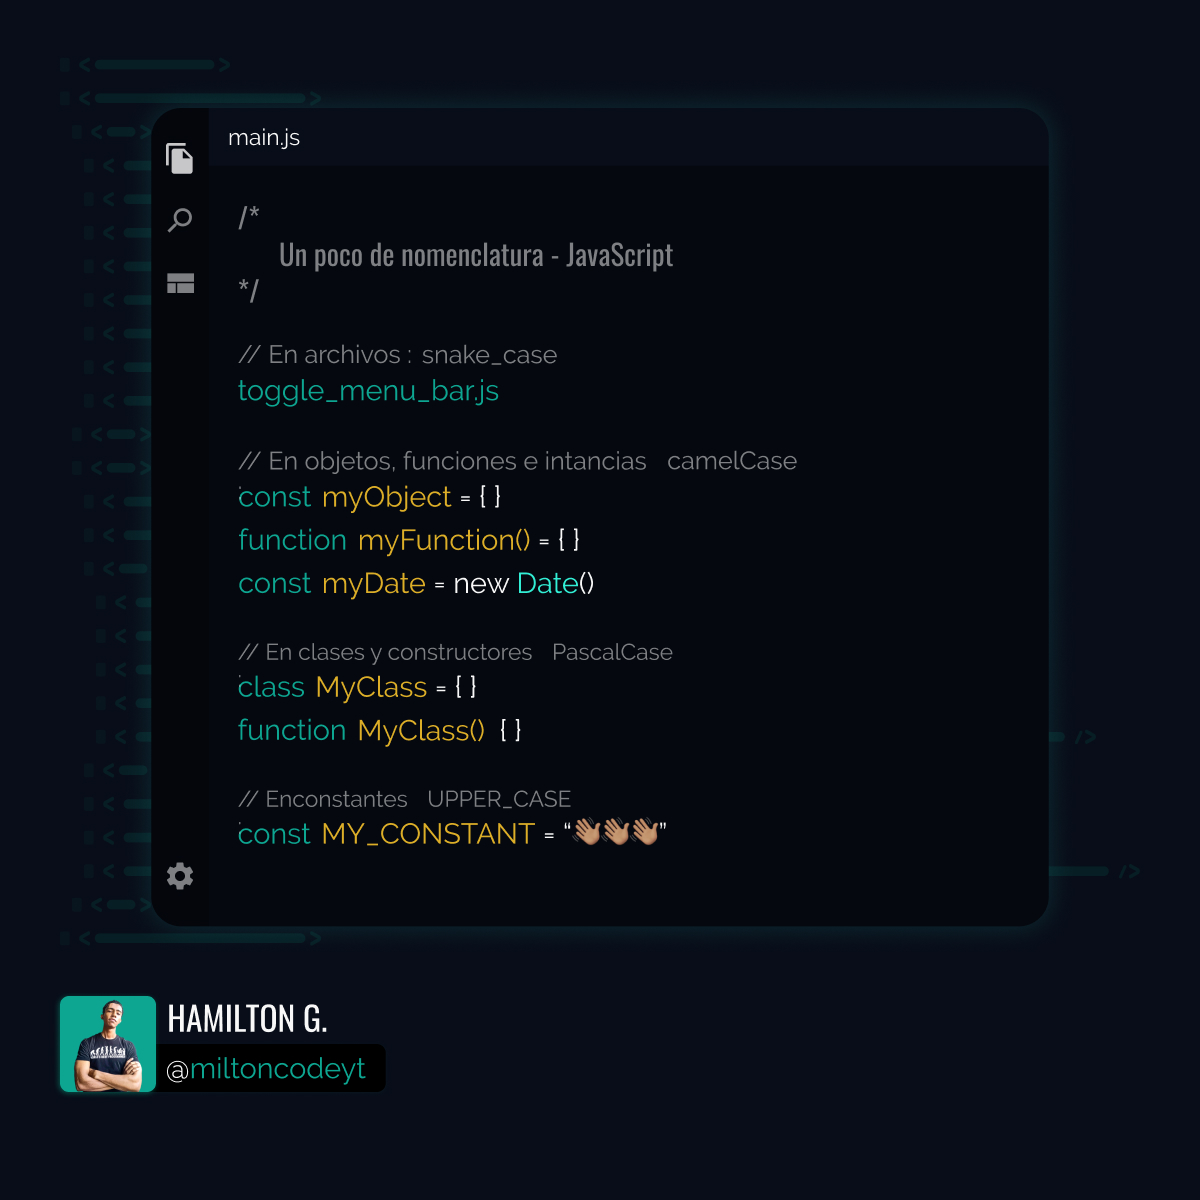 main.js
/*
Un poco de nomenclatura - JavaScript
*/
// En archivos : snake_case
toggle_menu_bar.js
// En objetos, funciones e intancias camelCase
const myObject = { }
function myFunction() = { }
const myDate = new Date()
// En clases y constructores PascalCase
class MyClass = { }
function MyClass() { }
// Enconstantes UPPER_CASE
const MY_CONSTANT = “👋🏽👋🏽👋🏽”
HAMILTON G.
@miltoncodeyt